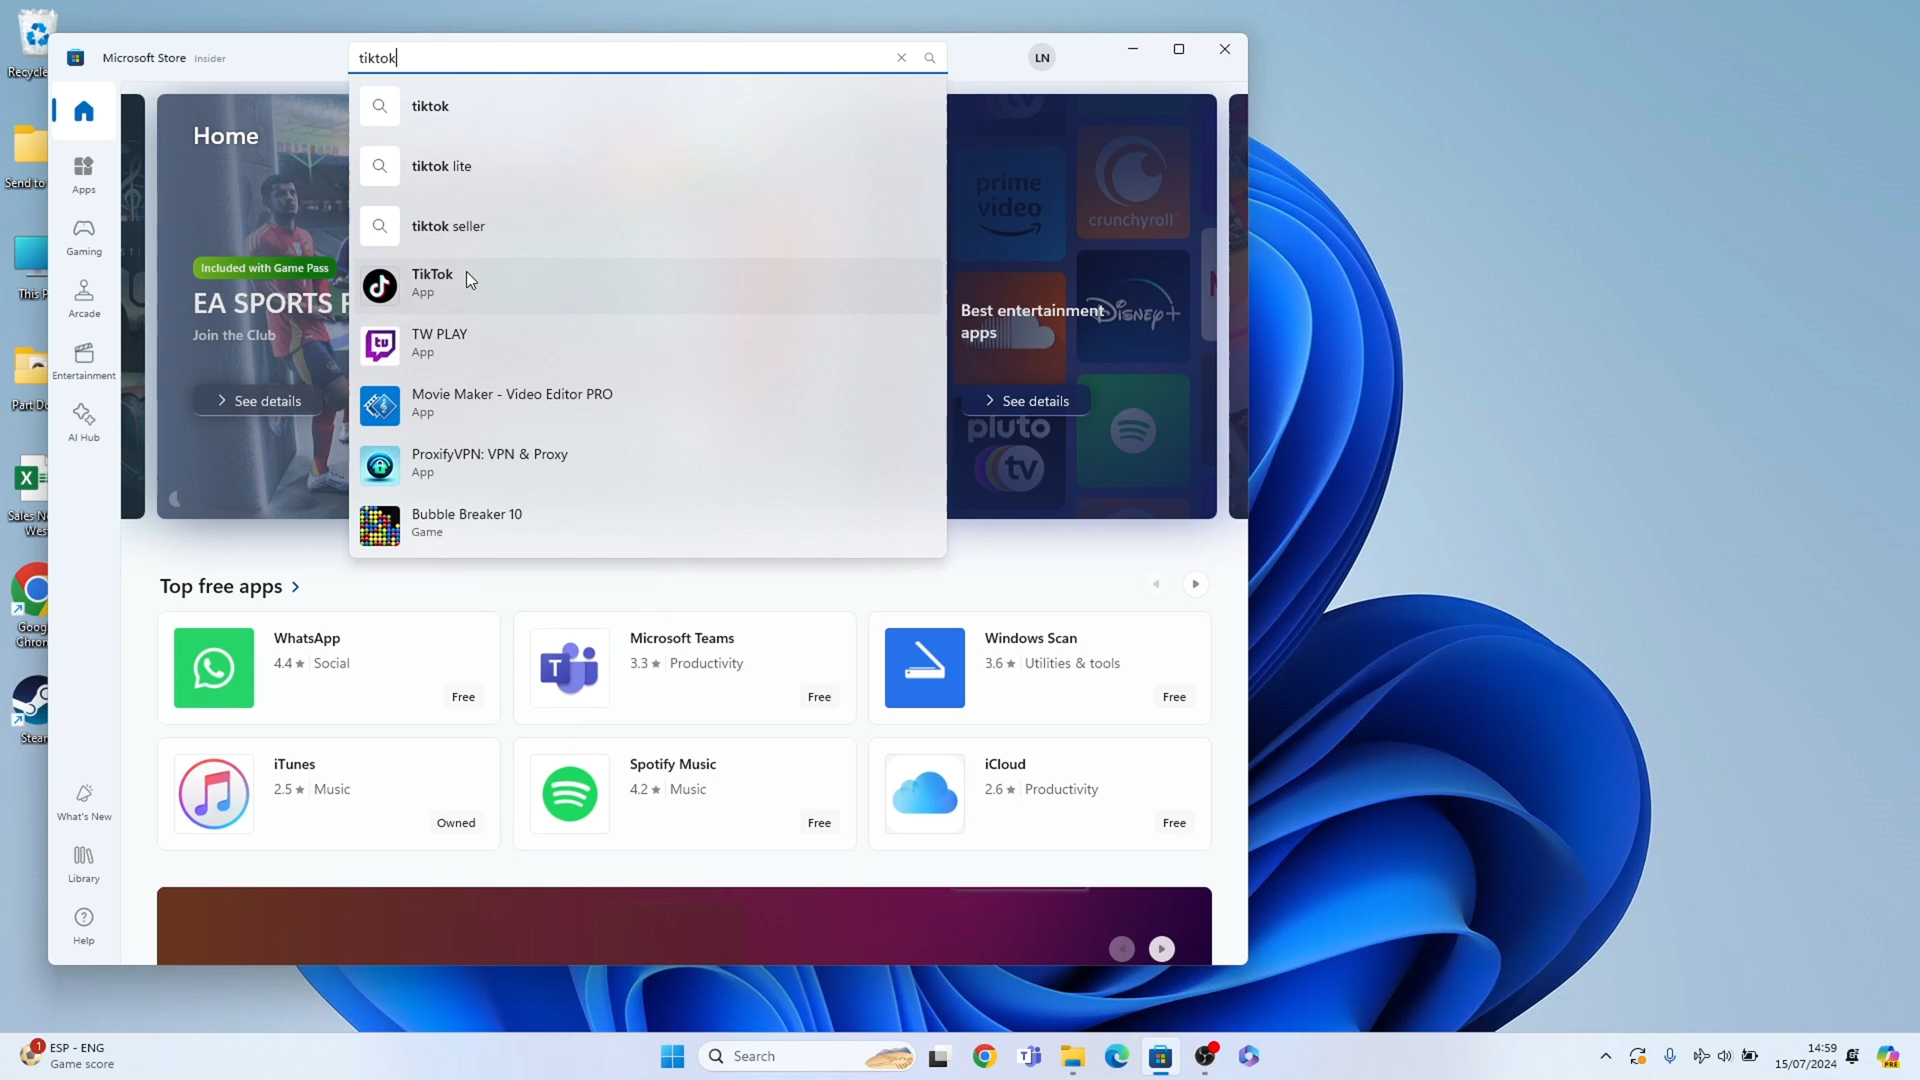 Recycle
Send to
This P
Part Do
Sales N
Wes
Goog
Chron
Stear
Microsoft Store Insider
tiktok
LN
Home
Apps
Gaming
Arcade
Entertainment
AI Hub
What's New
Library
Help
tiktok
tiktok lite
tiktok seller
TikTok
App
TW PLAY
App
Movie Maker - Video Editor PRO
App
ProxifyVPN: VPN & Proxy
App
Bubble Breaker 10
Game
Included with Game Pass
EA SPORTS F
Join the Club
See details
prime video
crunchyroll
Disney+
pluto tv
Best entertainment
apps
See details
Top free apps
WhatsApp
4.4 ★ Social
Free
Microsoft Teams
3.3 ★ Productivity
Free
Windows Scan
3.6 ★ Utilities & tools
Free
iTunes
2.5 ★ Music
Owned
Spotify Music
4.2 ★ Music
Free
iCloud
2.6 ★ Productivity
Free
1
ESP - ENG
Game score
Search
14:59
15/07/2024
PRE